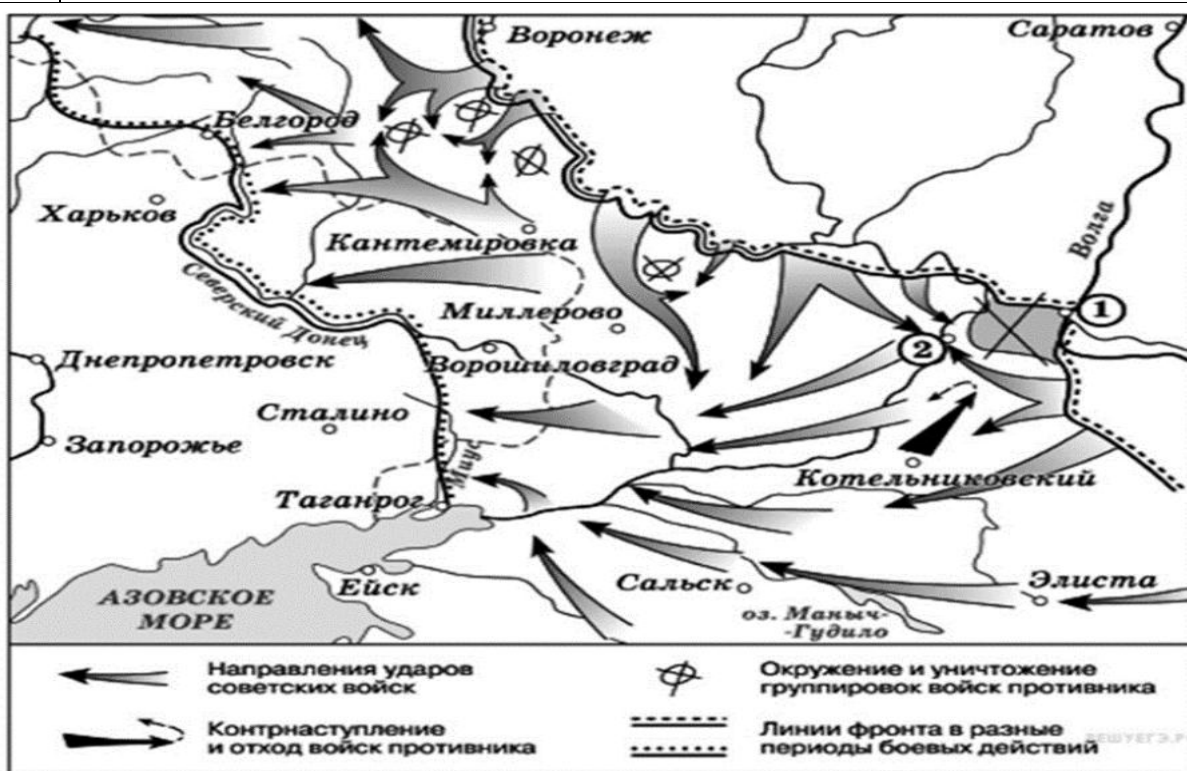 Воронеж
Саратов
Белгород
Харьков
Волга
Кантемировка
Северский Донец
Миллерово
1
2
Днепропетровск
Ворошиловград
Сталино
Запорожье
Миус
Котельниковский
Таганрог
Ейск
Сальск
Элиста
АЗОВСКОЕ
МОРЕ
оз. Маныч-
-Гудило
Направления ударов
советских войск
Окружение и уничтожение
группировок войск противника
Контрнаступление
и отход войск противника
Линии фронта в разные
периоды боевых действий